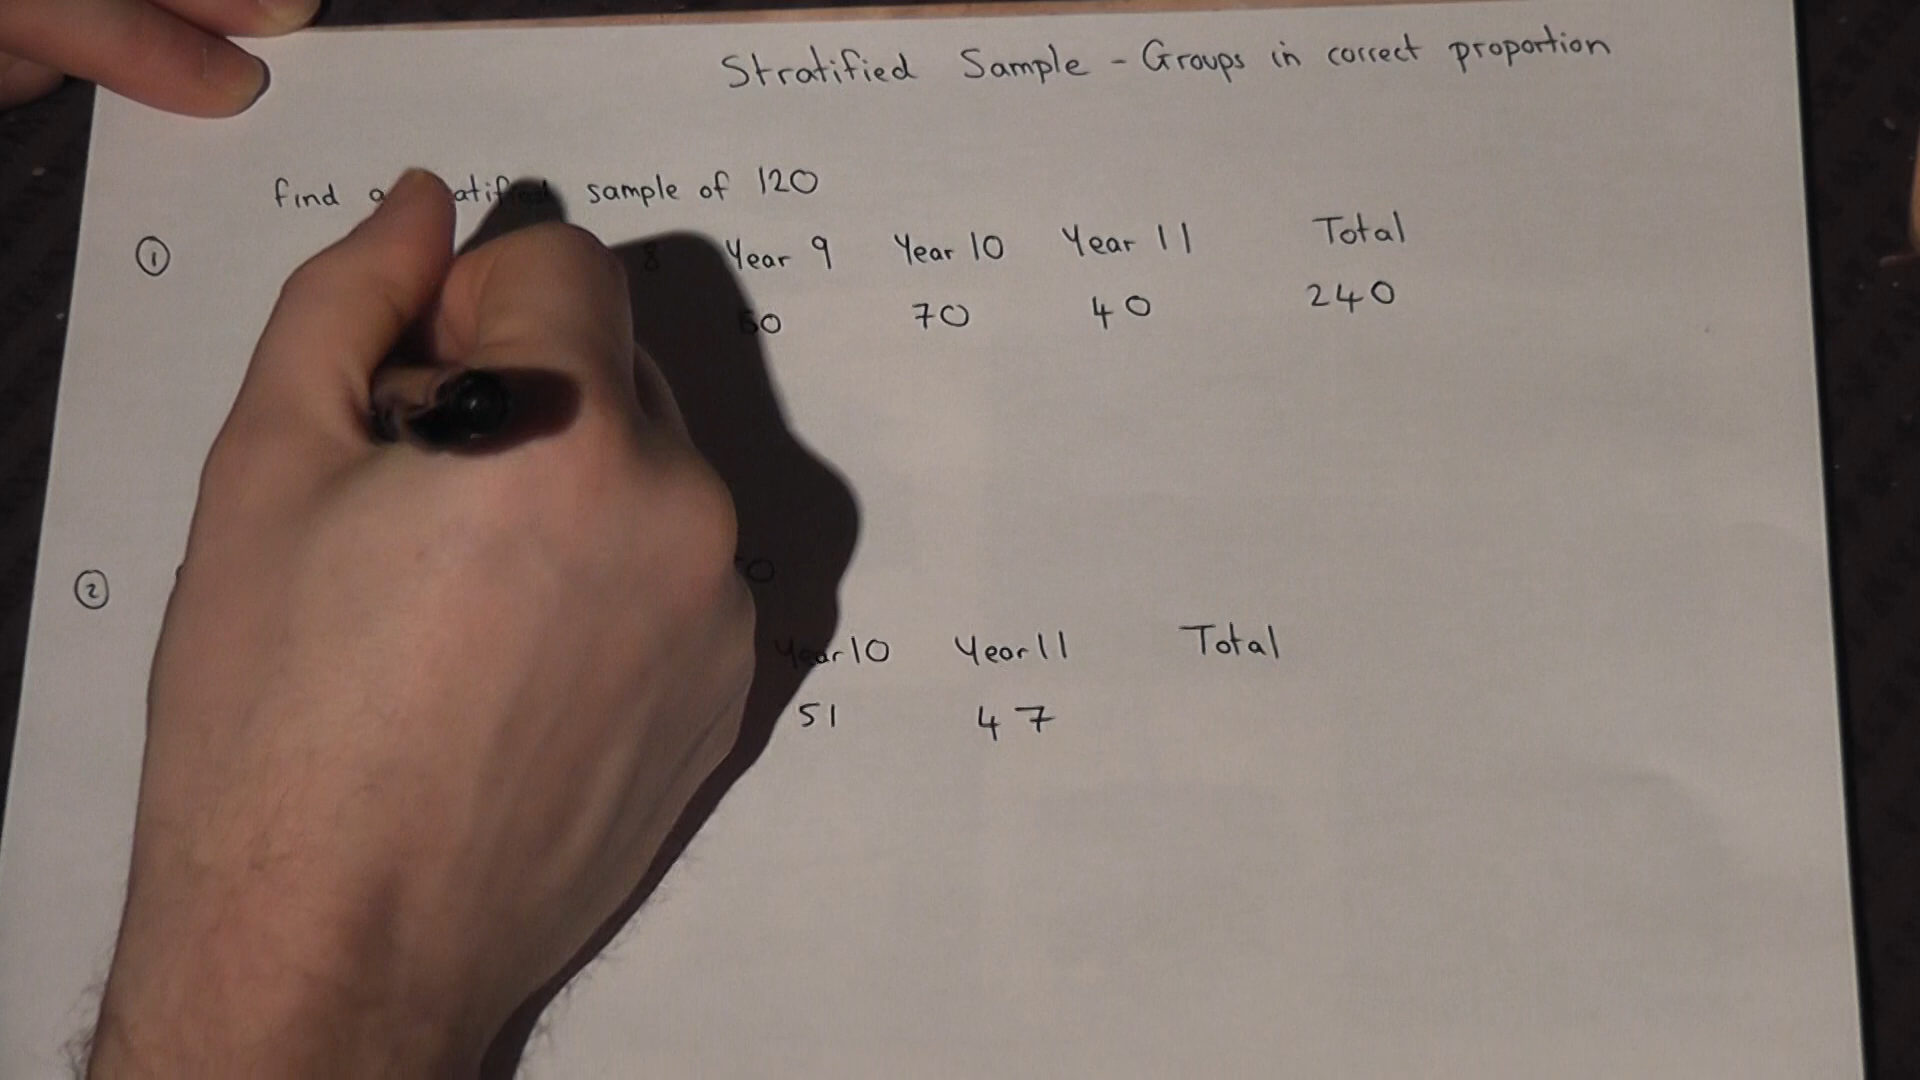 Stratified Sample - Groups in correct proportion
find a sample of 120
① 8 Year 9 Year 10 Year 11 Total
70 40 240
②
Year 10 Year 11 Total
51 47